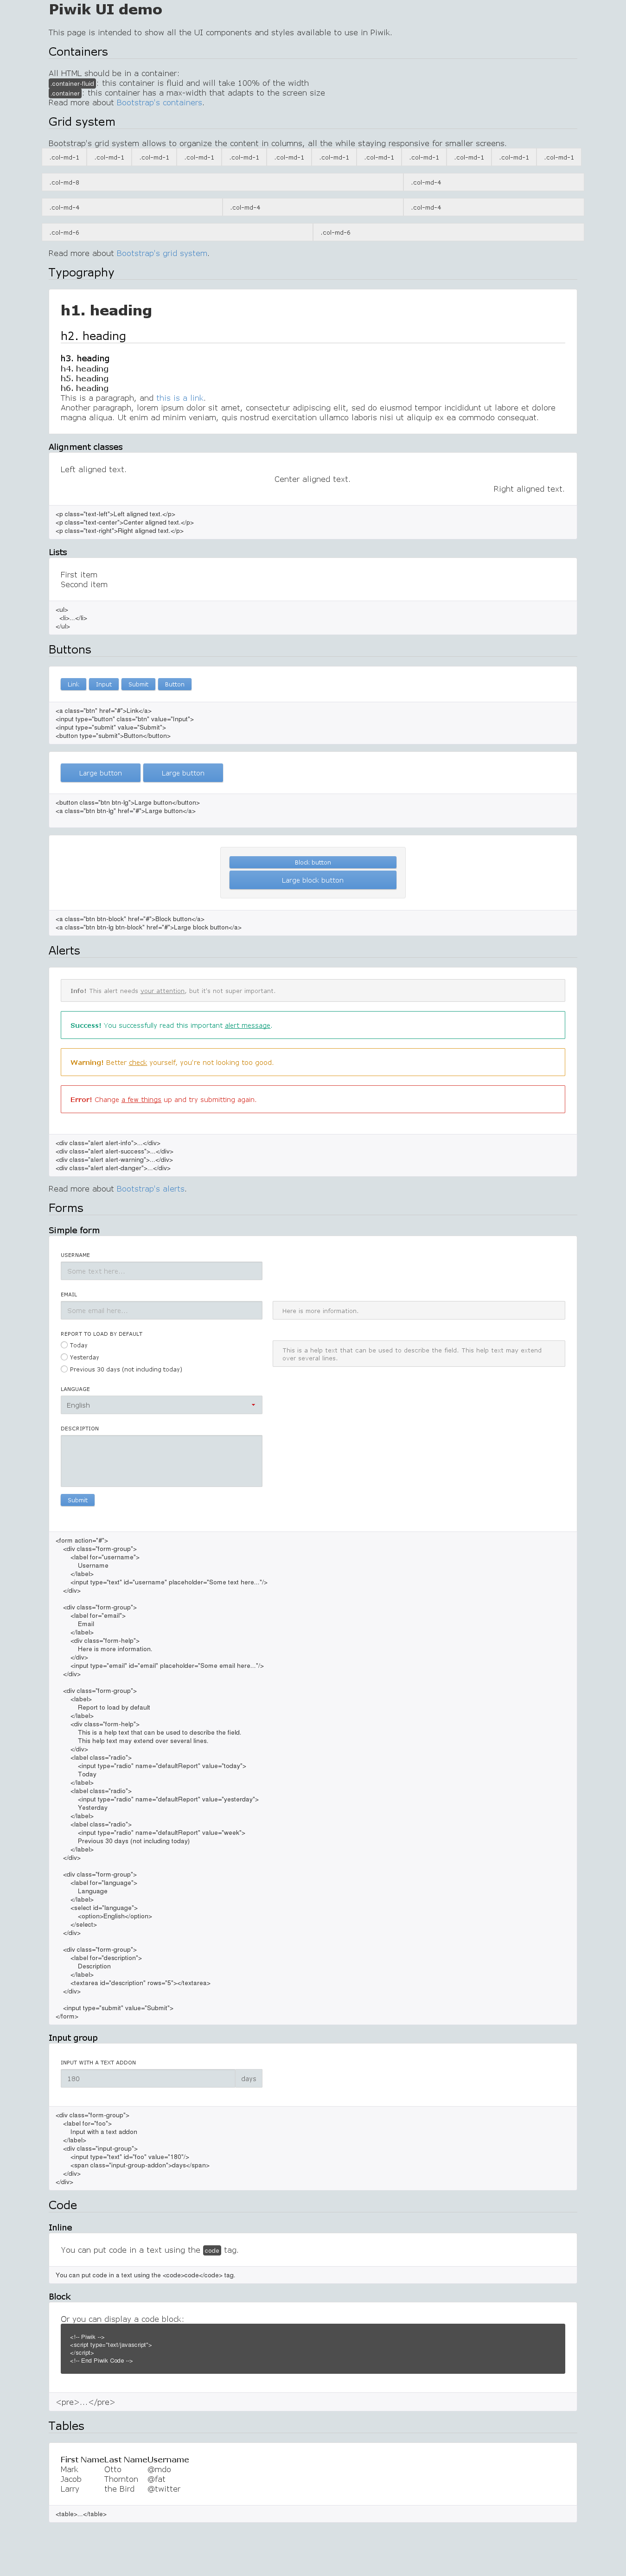 Piwik UI demo
This page is intended to show all the UI components and styles available to use in Piwik.
Containers
All HTML should be in a container:
.container-fluid : this container is fluid and will take 100% of the width
.container : this container has a max-width that adapts to the screen size
Read more about Bootstrap's containers.
Grid system
Bootstrap's grid system allows to organize the content in columns, all the while staying responsive for smaller screens.
.col-md-1 .col-md-1 .col-md-1 .col-md-1 .col-md-1 .col-md-1 .col-md-1 .col-md-1 .col-md-1 .col-md-1 .col-md-1 .col-md-1
.col-md-8 .col-md-4
.col-md-4 .col-md-4 .col-md-4
.col-md-6 .col-md-6
Read more about Bootstrap's grid system.
Typography
h1. heading
h2. heading
h3. heading
h4. heading
h5. heading
h6. heading
This is a paragraph, and this is a link.
Another paragraph, lorem ipsum dolor sit amet, consectetur adipiscing elit, sed do eiusmod tempor incididunt ut labore et dolore
magna aliqua. Ut enim ad minim veniam, quis nostrud exercitation ullamco laboris nisi ut aliquip ex ea commodo consequat.
Alignment classes
Left aligned text.
Center aligned text.
Right aligned text.
<p class="text-left">Left aligned text.</p>
<p class="text-center">Center aligned text.</p>
<p class="text-right">Right aligned text.</p>
Lists
First item
Second item
<ul>
<li>...</li>
</ul>
Buttons
Link Input Submit Button
<a class="btn" href="#">Link</a>
<input type="button" class="btn" value="Input">
<input type="submit" value="Submit">
<button type="submit">Button</button>
Large button Large button
<button class="btn btn-lg">Large button</button>
<a class="btn btn-lg" href="#">Large button</a>
Block button
Large block button
<a class="btn btn-block" href="#">Block button</a>
<a class="btn btn-lg btn-block" href="#">Large block button</a>
Alerts
Info! This alert needs your attention, but it's not super important.
Success! You successfully read this important alert message.
Warning! Better check yourself, you're not looking too good.
Error! Change a few things up and try submitting again.
<div class="alert alert-info">...</div>
<div class="alert alert-success">...</div>
<div class="alert alert-warning">...</div>
<div class="alert alert-danger">...</div>
Read more about Bootstrap's alerts.
Forms
Simple form
USERNAME
Some text here...
EMAIL
Some email here... Here is more information.
REPORT TO LOAD BY DEFAULT
Today
Yesterday
Previous 30 days (not including today)
This is a help text that can be used to describe the field. This help text may extend
over several lines.
LANGUAGE
English
DESCRIPTION
Submit
<form action="#">
<div class="form-group">
<label for="username">
Username
</label>
<input type="text" id="username" placeholder="Some text here..."/>
</div>
<div class="form-group">
<label for="email">
Email
</label>
<div class="form-help">
Here is more information.
</div>
<input type="email" id="email" placeholder="Some email here..."/>
</div>
<div class="form-group">
<label>
Report to load by default
</label>
<div class="form-help">
This is a help text that can be used to describe the field.
This help text may extend over several lines.
</div>
<label class="radio">
<input type="radio" name="defaultReport" value="today">
Today
</label>
<label class="radio">
<input type="radio" name="defaultReport" value="yesterday">
Yesterday
</label>
<label class="radio">
<input type="radio" name="defaultReport" value="week">
Previous 30 days (not including today)
</label>
</div>
<div class="form-group">
<label for="language">
Language
</label>
<select id="language">
<option>English</option>
</select>
</div>
<div class="form-group">
<label for="description">
Description
</label>
<textarea id="description" rows="5"></textarea>
</div>
<input type="submit" value="Submit">
</form>
Input group
INPUT WITH A TEXT ADDON
180 days
<div class="form-group">
<label for="foo">
Input with a text addon
</label>
<div class="input-group">
<input type="text" id="foo" value="180"/>
<span class="input-group-addon">days</span>
</div>
</div>
Code
Inline
You can put code in a text using the code tag.
You can put code in a text using the <code>code</code> tag.
Block
Or you can display a code block:
<!-- Piwik -->
<script type="text/javascript">
</script>
<!-- End Piwik Code -->
<pre>...</pre>
Tables
First Name Last Name Username
Mark Otto @mdo
Jacob Thornton @fat
Larry the Bird @twitter
<table>...</table>